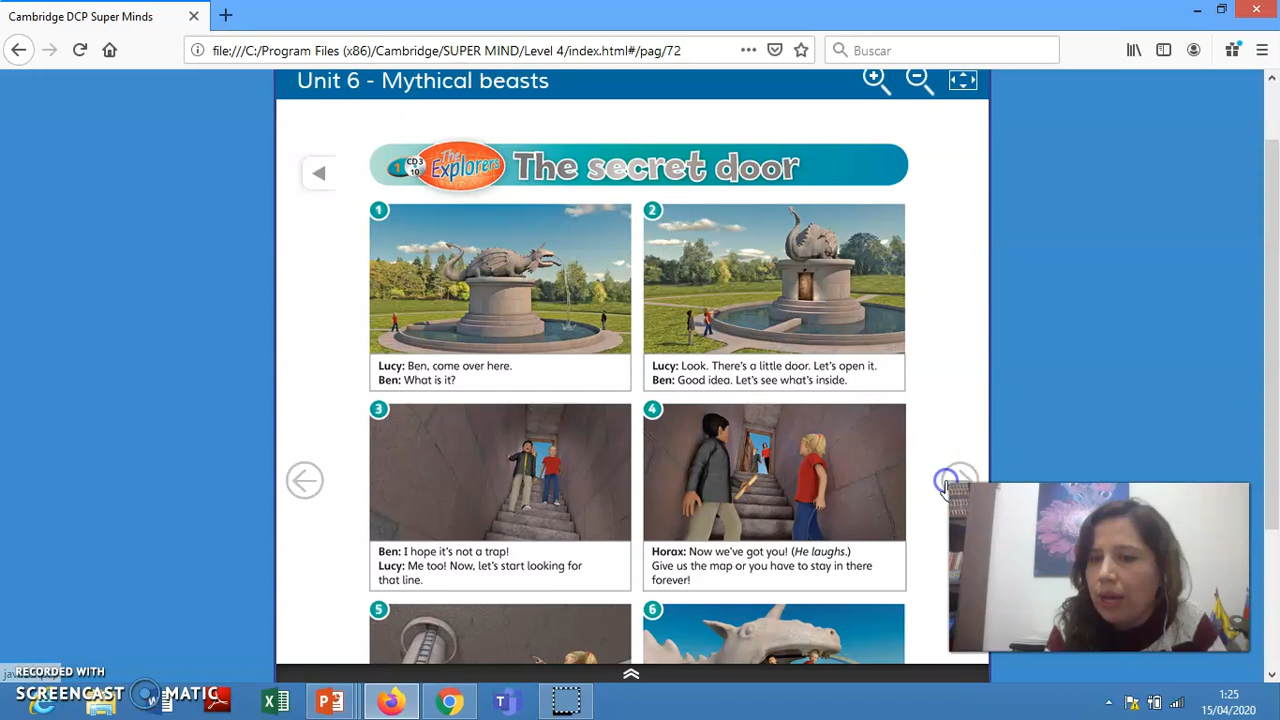 Cambridge DCP Super Minds
file:///C:/Program Files (x86)/Cambridge/SUPER MIND/Level 4/index.html#/pag/72
Buscar
Unit 6 - Mythical beasts
1
CD3
10
The Explorers
The secret door
1
2
Lucy: Ben, come over here.
Ben: What is it?
Lucy: Look. There's a little door. Let's open it.
Ben: Good idea. Let's see what's inside.
3
4
Ben: I hope it's not a trap!
Lucy: Me too! Now, let's start looking for
that line.
Horax: Now we've got you! (He laughs.)
Give us the map or you have to stay in there
forever!
5
6
RECORDED WITH
SCREENCAST MATIC
1:25
15/04/2020